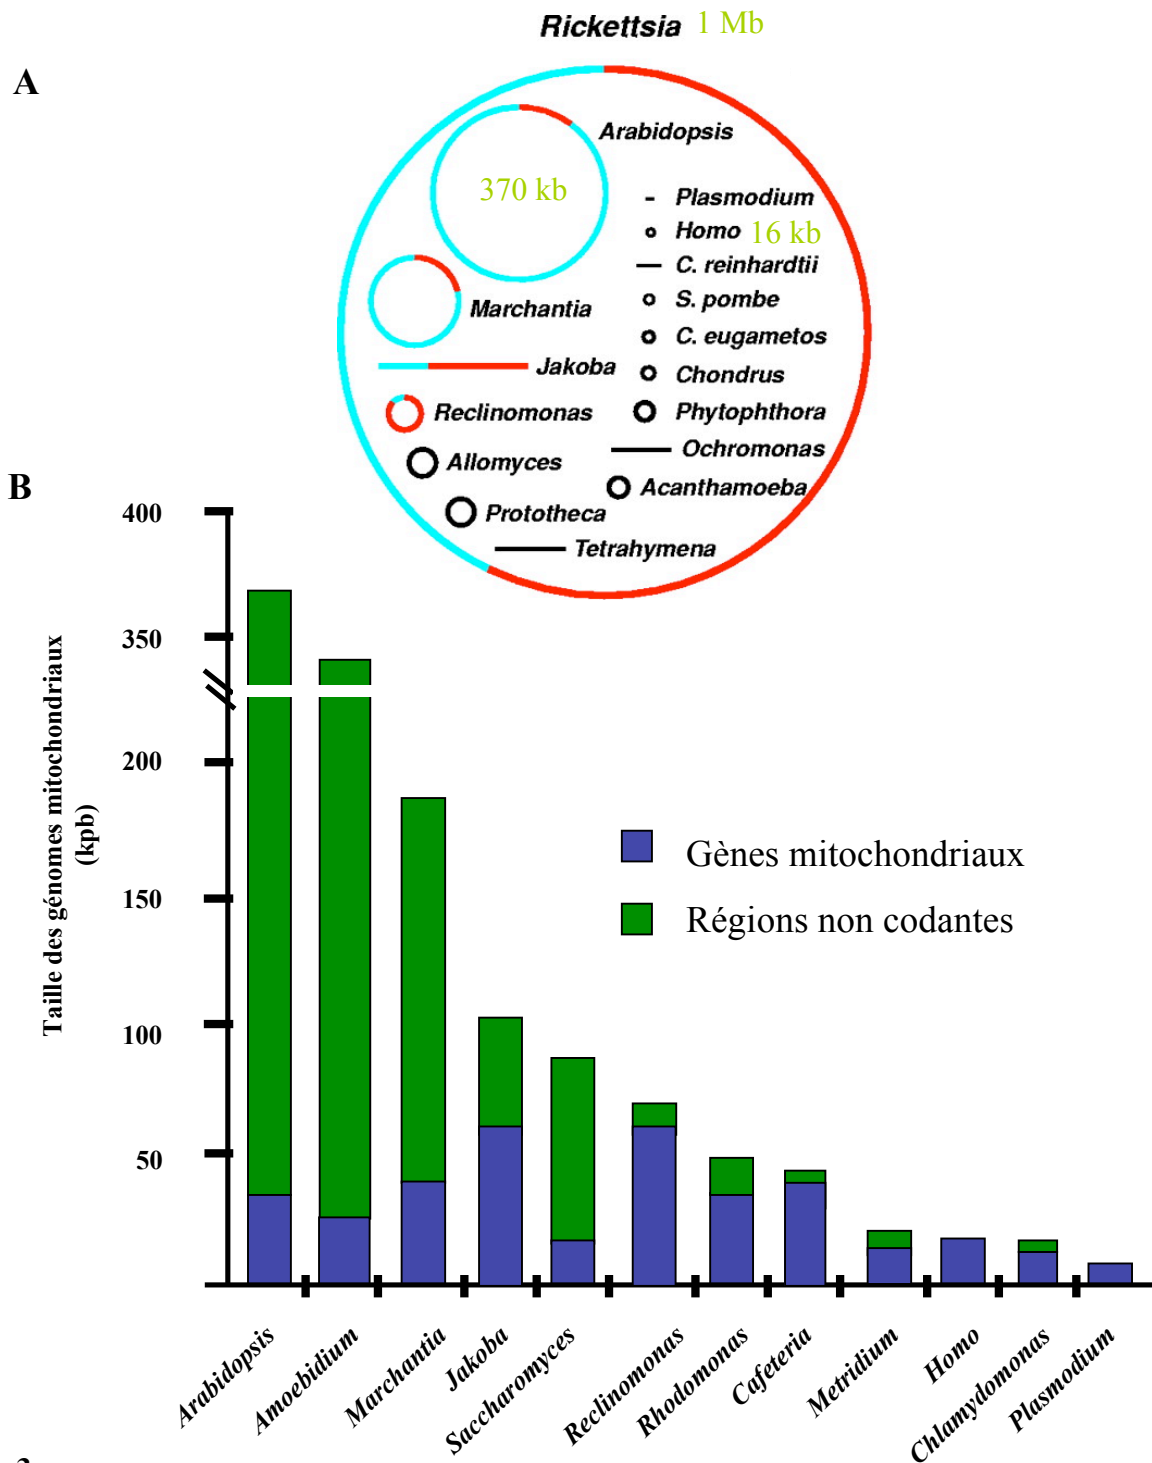 Rickettsia 1 Mb
A
Arabidopsis
370 kb
Plasmodium
Homo 16 kb
C. reinhardtii
S. pombe
Marchantia
C. eugametos
Jakoba
Chondrus
Reclinomonas
Phytophthora
Ochromonas
Allomyces
Acanthamoeba
Prototheca
Tetrahymena
B
400
350
200
150
100
50
Taille des génomes mitochondriaux
(kpb)
Gènes mitochondriaux
Régions non codantes
Arabidopsis
Amoebidium
Marchantia
Jakoba
Saccharomyces
Reclinomonas
Rhodomonas
Cafeteria
Metridium
Homo
Chlamydomonas
Plasmodium